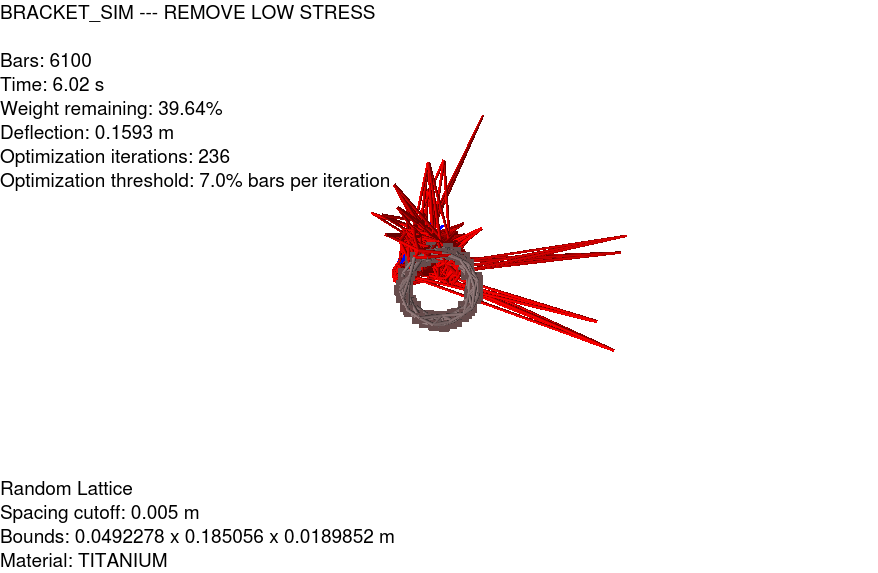 BRACKET_SIM --- REMOVE LOW STRESS
Bars: 6100
Time: 6.02 s
Weight remaining: 39.64%
Deflection: 0.1593 m
Optimization iterations: 236
Optimization threshold: 7.0% bars per iteration
Random Lattice
Spacing cutoff: 0.005 m
Bounds: 0.0492278 x 0.185056 x 0.0189852 m
Material: TITANIUM